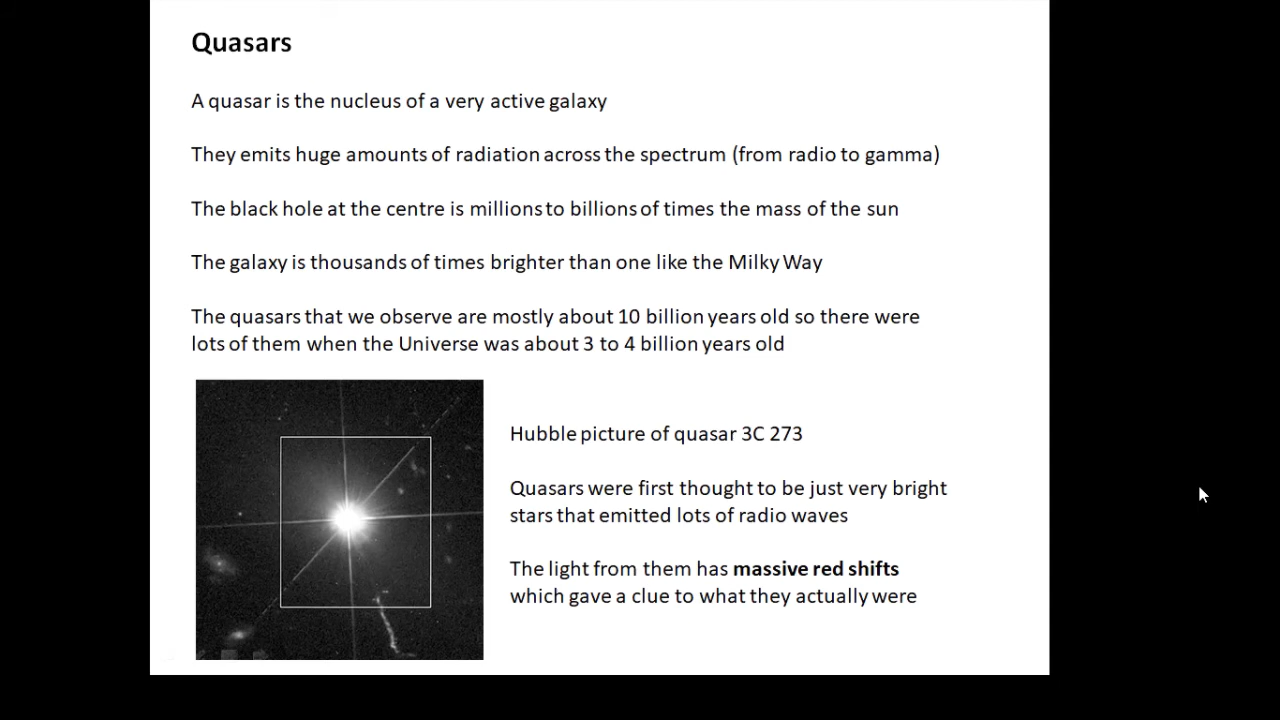 Quasars
A quasar is the nucleus of a very active galaxy
They emits huge amounts of radiation across the spectrum (from radio to gamma)
The black hole at the centre is millions to billions of times the mass of the sun
The galaxy is thousands of times brighter than one like the Milky Way
The quasars that we observe are mostly about 10 billion years old so there were
lots of them when the Universe was about 3 to 4 billion years old
Hubble picture of quasar 3C 273
Quasars were first thought to be just very bright
stars that emitted lots of radio waves
The light from them has massive red shifts
which gave a clue to what they actually were